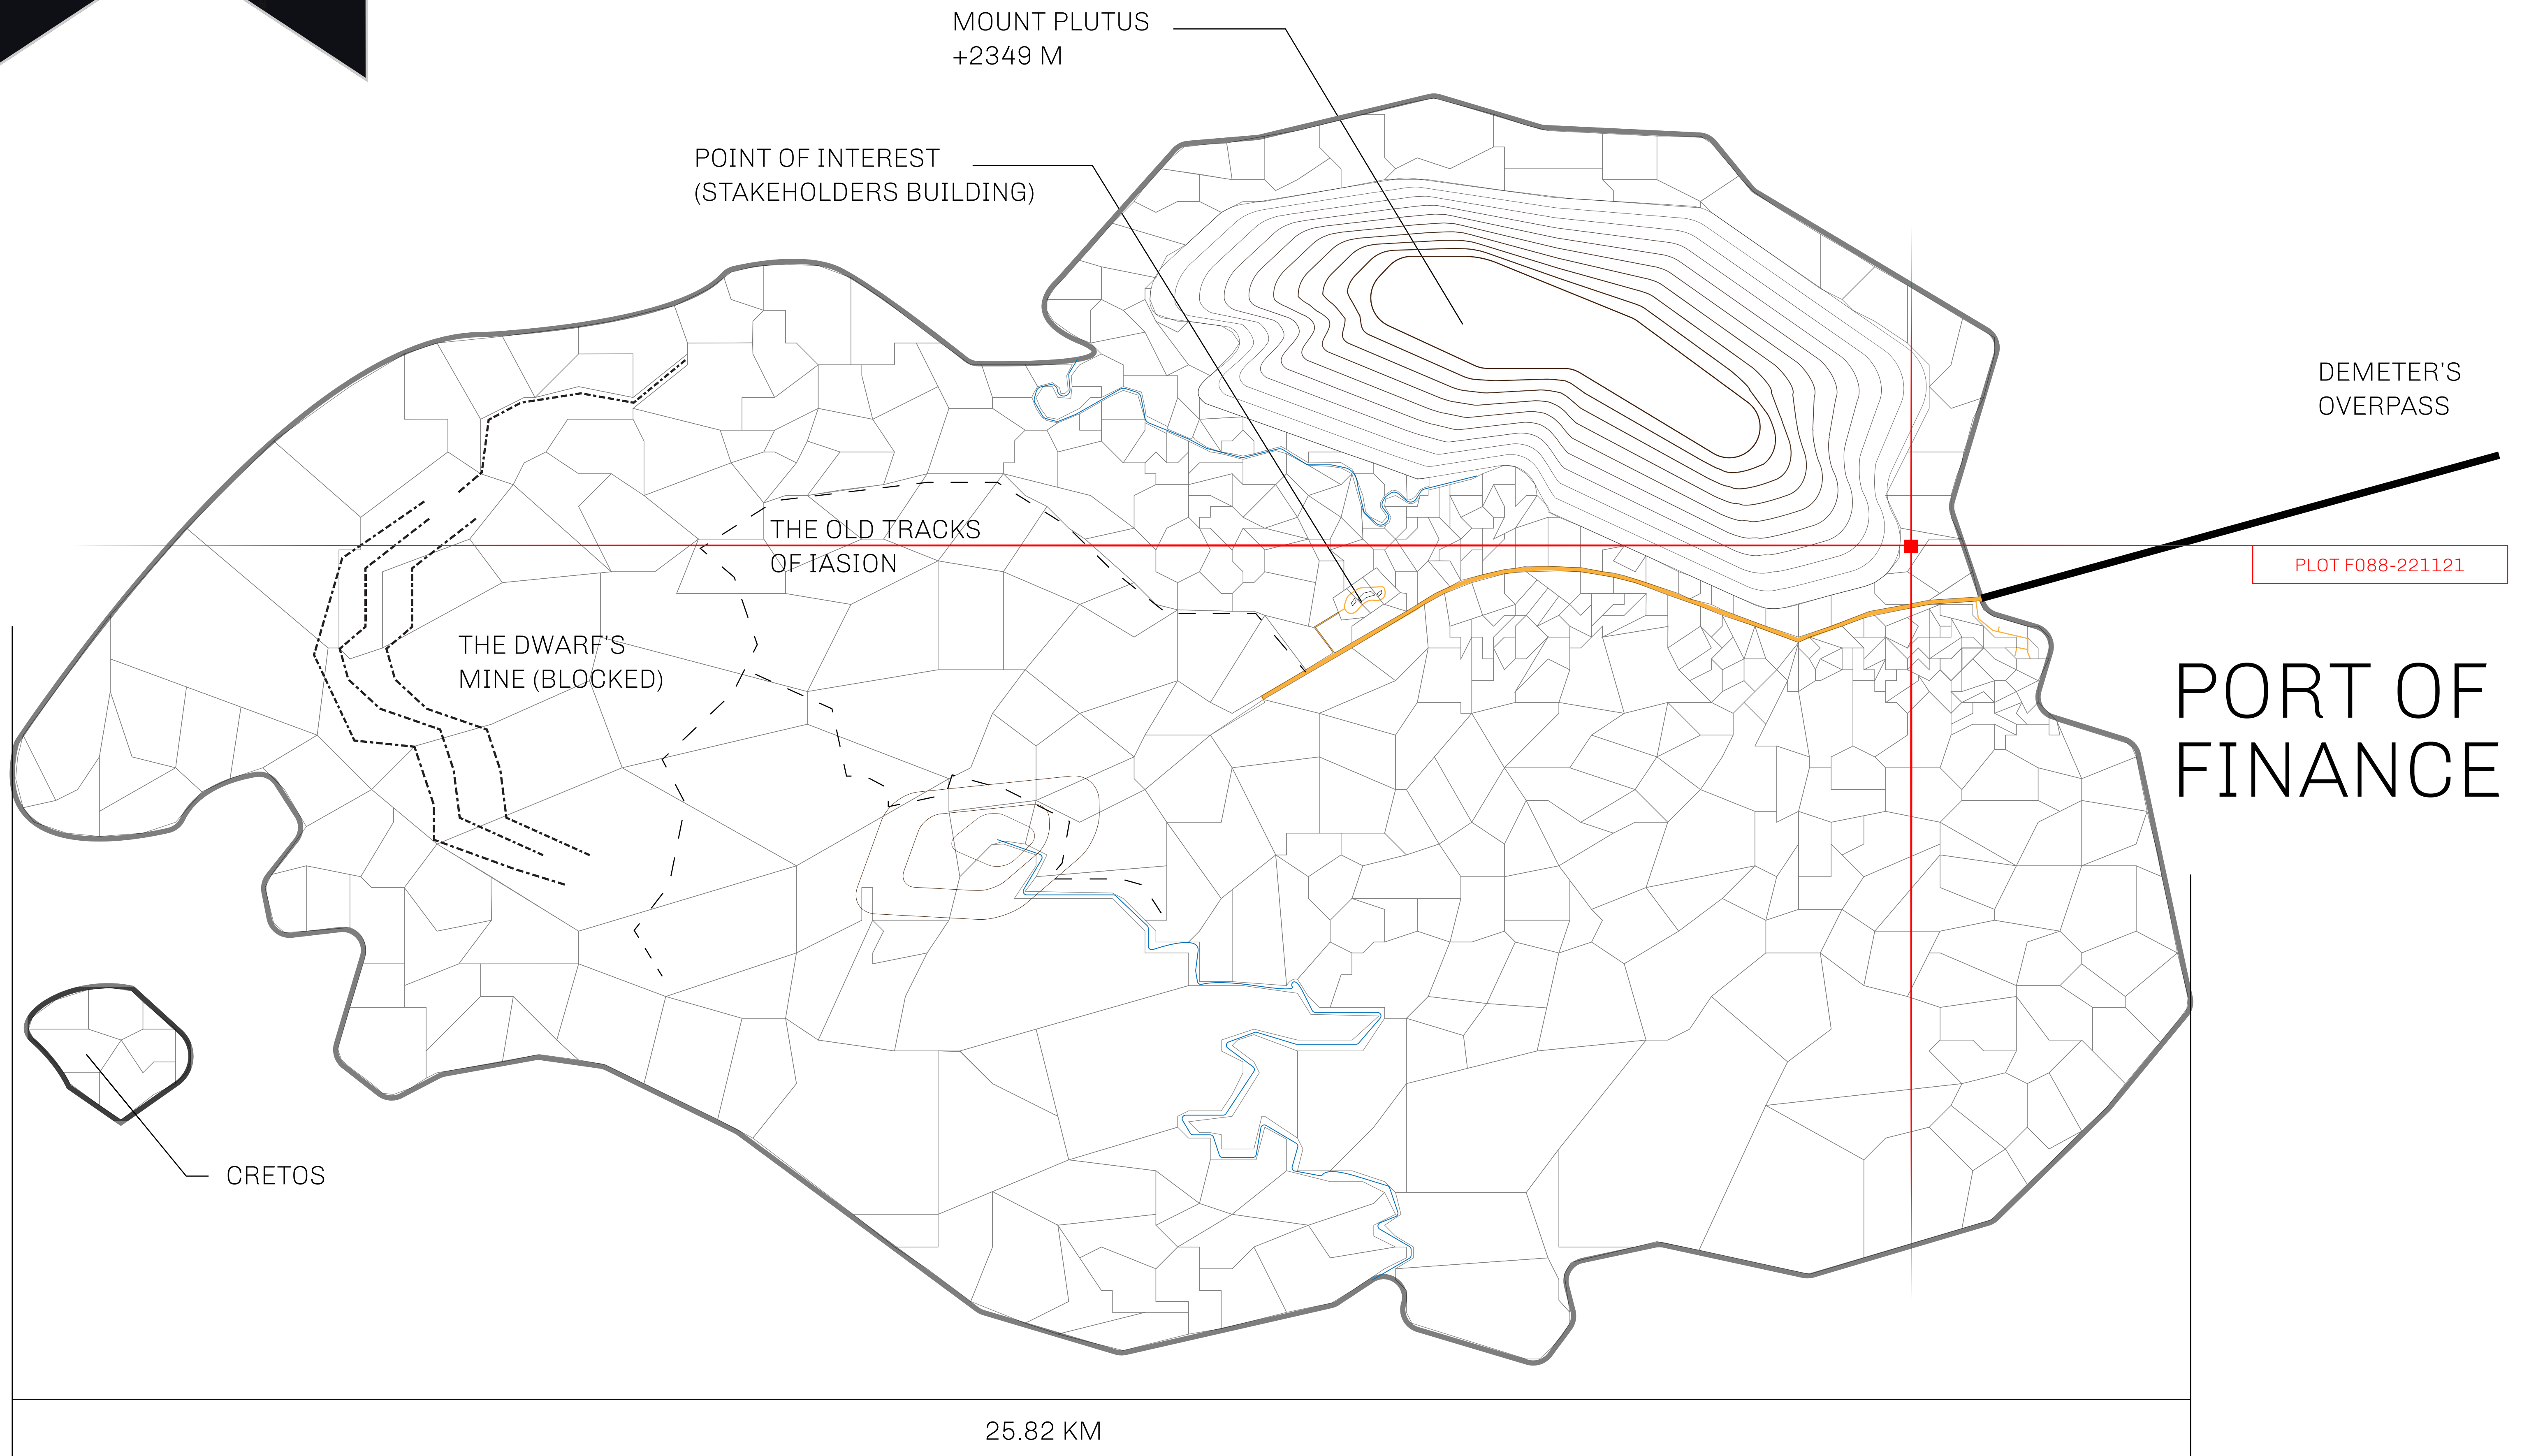 MOUNT PLUTUS
+2349 M
POINT OF INTEREST
(STAKEHOLDERS BUILDING)
DEMETER'S
OVERPASS
THE OLD TRACKS
OF IASION
PLOT F088-221121
THE DWARF'S
MINE (BLOCKED)
PORT OF
FINANCE
CRETOS
25.82 KM